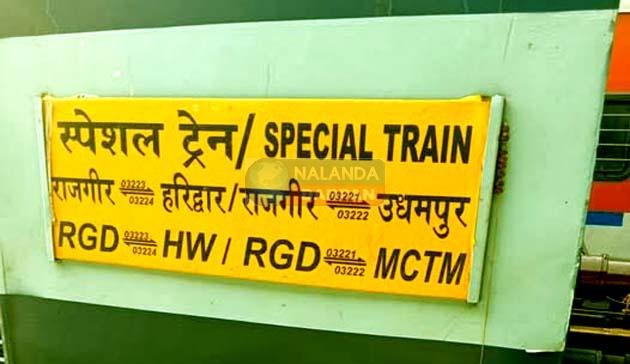 स्पेशल ट्रेन/ SPECIAL TRAIN
राजगीर 03223 03224 हरिद्वार/राजगीर 03221 03222 उधमपुर
RGD 03223 03224 HW / RGD 03221 03222 MCTM
NALANDA